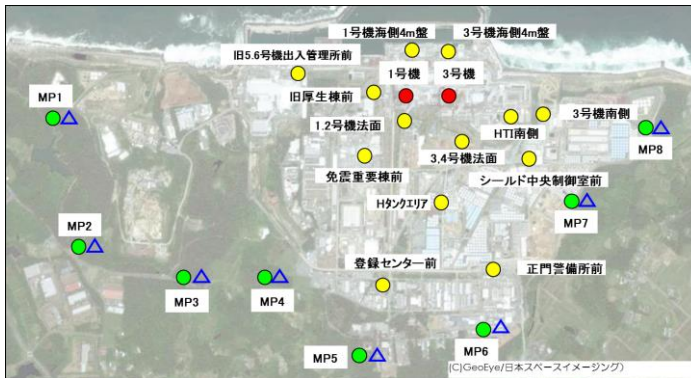 1号機海側4m盤
3号機海側4m盤
旧5.6号機出入管理所前
1号機
3号機
MP1
旧厚生棟前
3号機南側
1.2号機法面
HTI南側
MP8
3.4号機法面
免震重要棟前
シールド中央制御室前
Hタンクエリア
MP7
MP2
登録センター前
正門警備所前
MP3
MP4
MP5
MP6
(C)GeoEye/日本スペースイメージング)